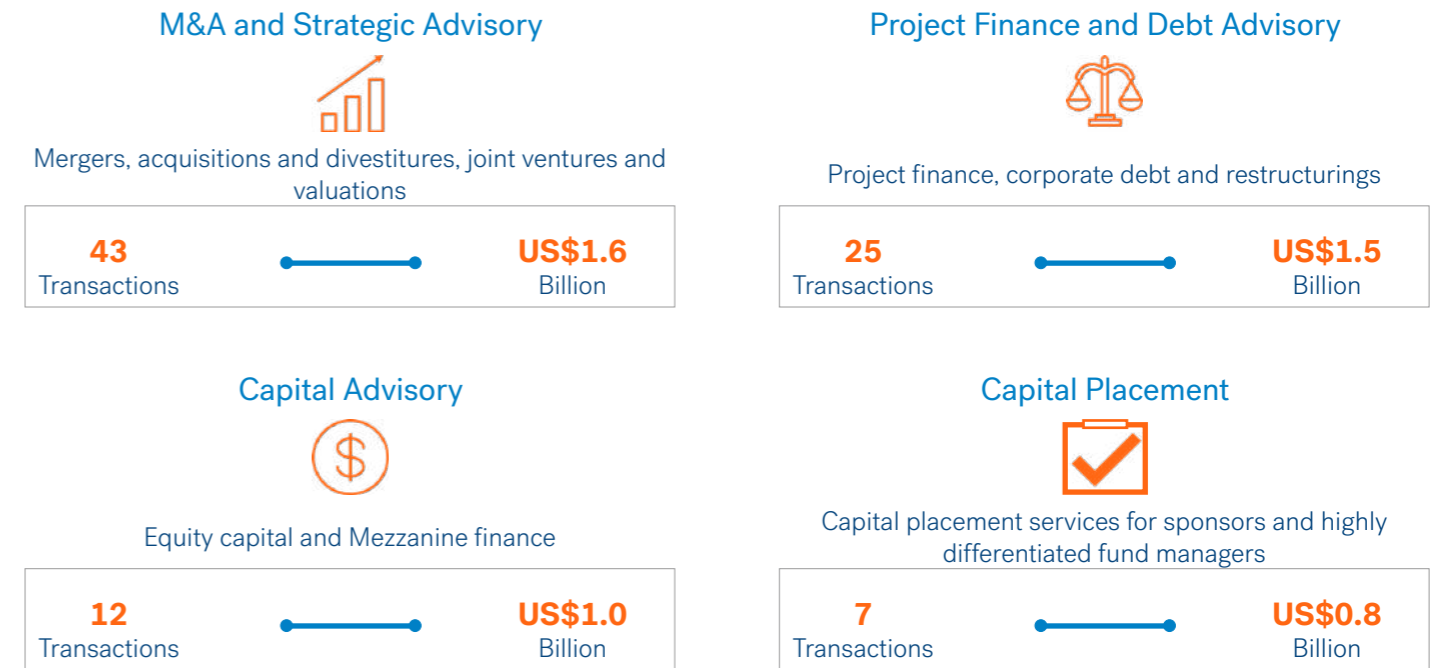 M&A and Strategic Advisory
Mergers, acquisitions and divestitures, joint ventures and
valuations
43
Transactions
US$1.6
Billion
Project Finance and Debt Advisory
Project finance, corporate debt and restructurings
25
Transactions
US$1.5
Billion
Capital Advisory
$
Equity capital and Mezzanine finance
12
Transactions
US$1.0
Billion
Capital Placement
Capital placement services for sponsors and highly
differentiated fund managers
7
Transactions
US$0.8
Billion